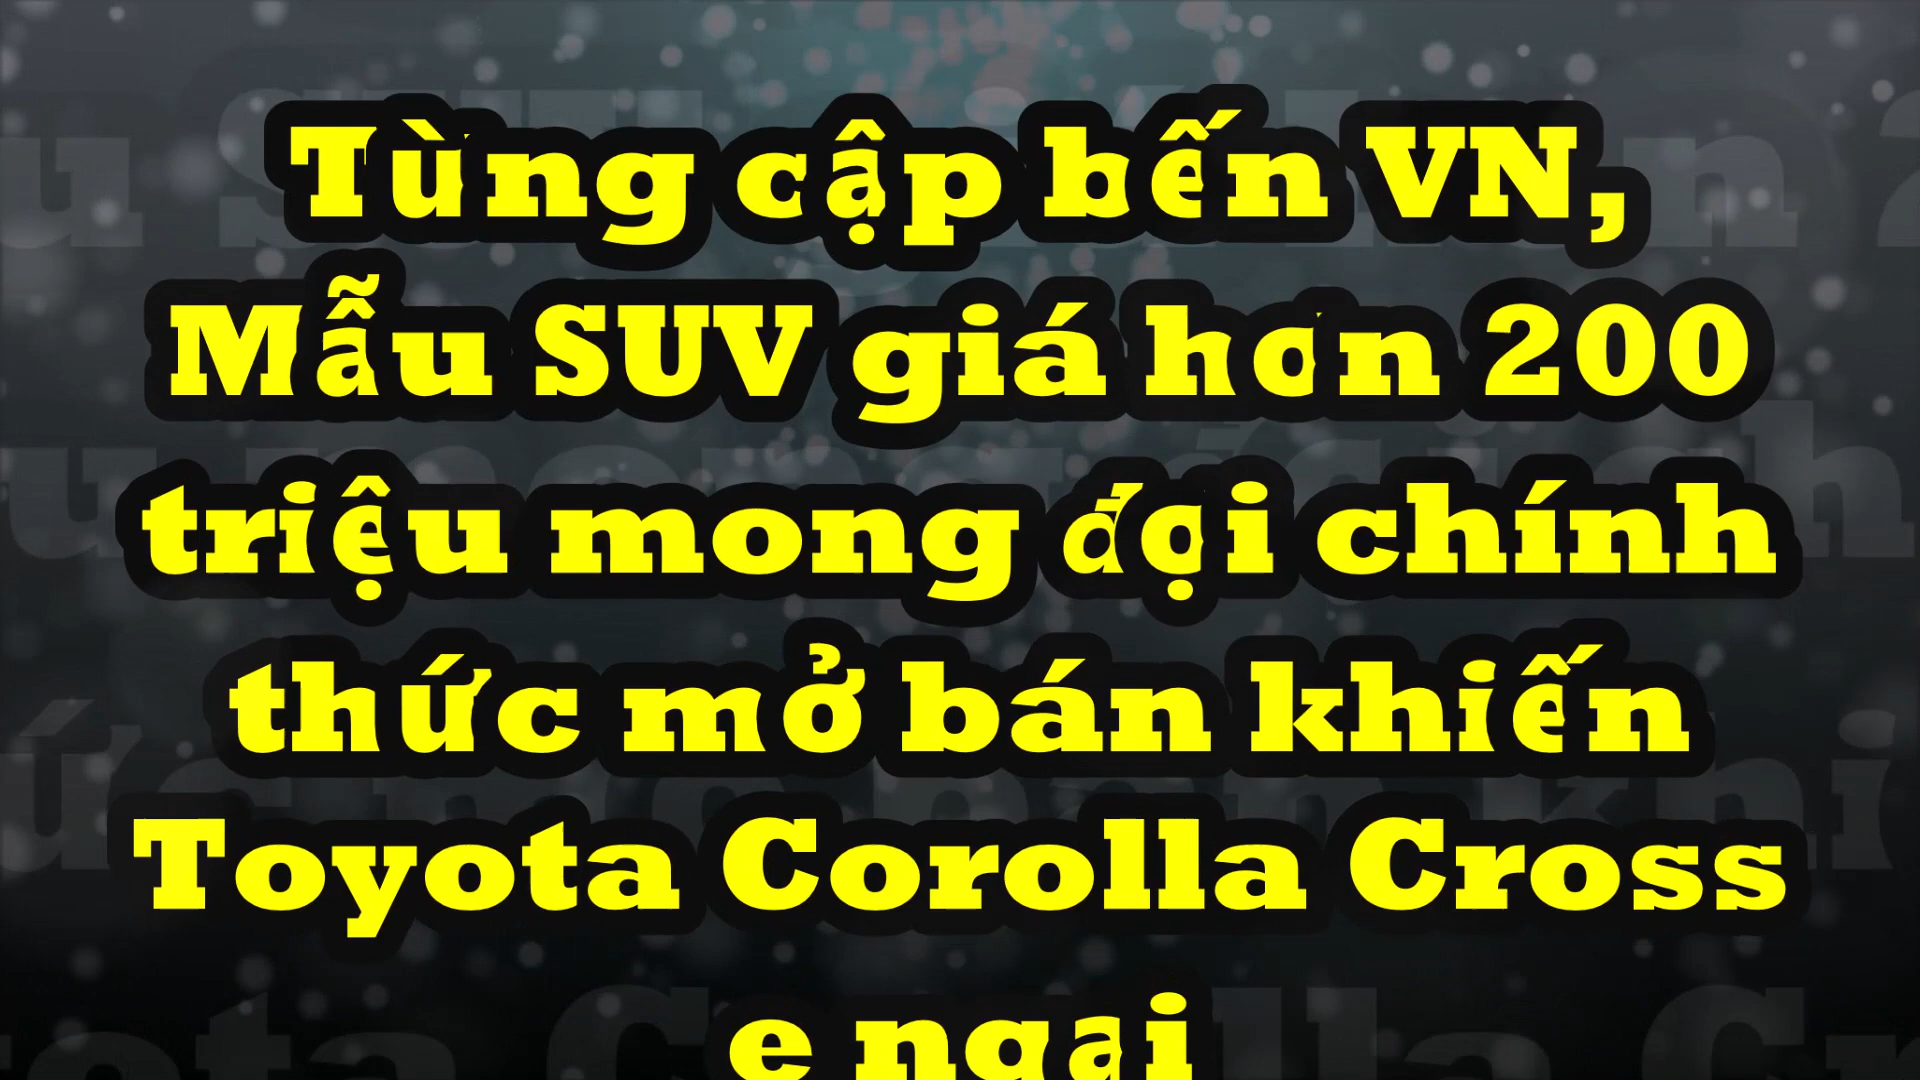 Từng cập bến VN,
Mẫu SUV giá hơn 200
triệu mong đợi chính
thức mở bán khiến
Toyota Corolla Cross
e ngại